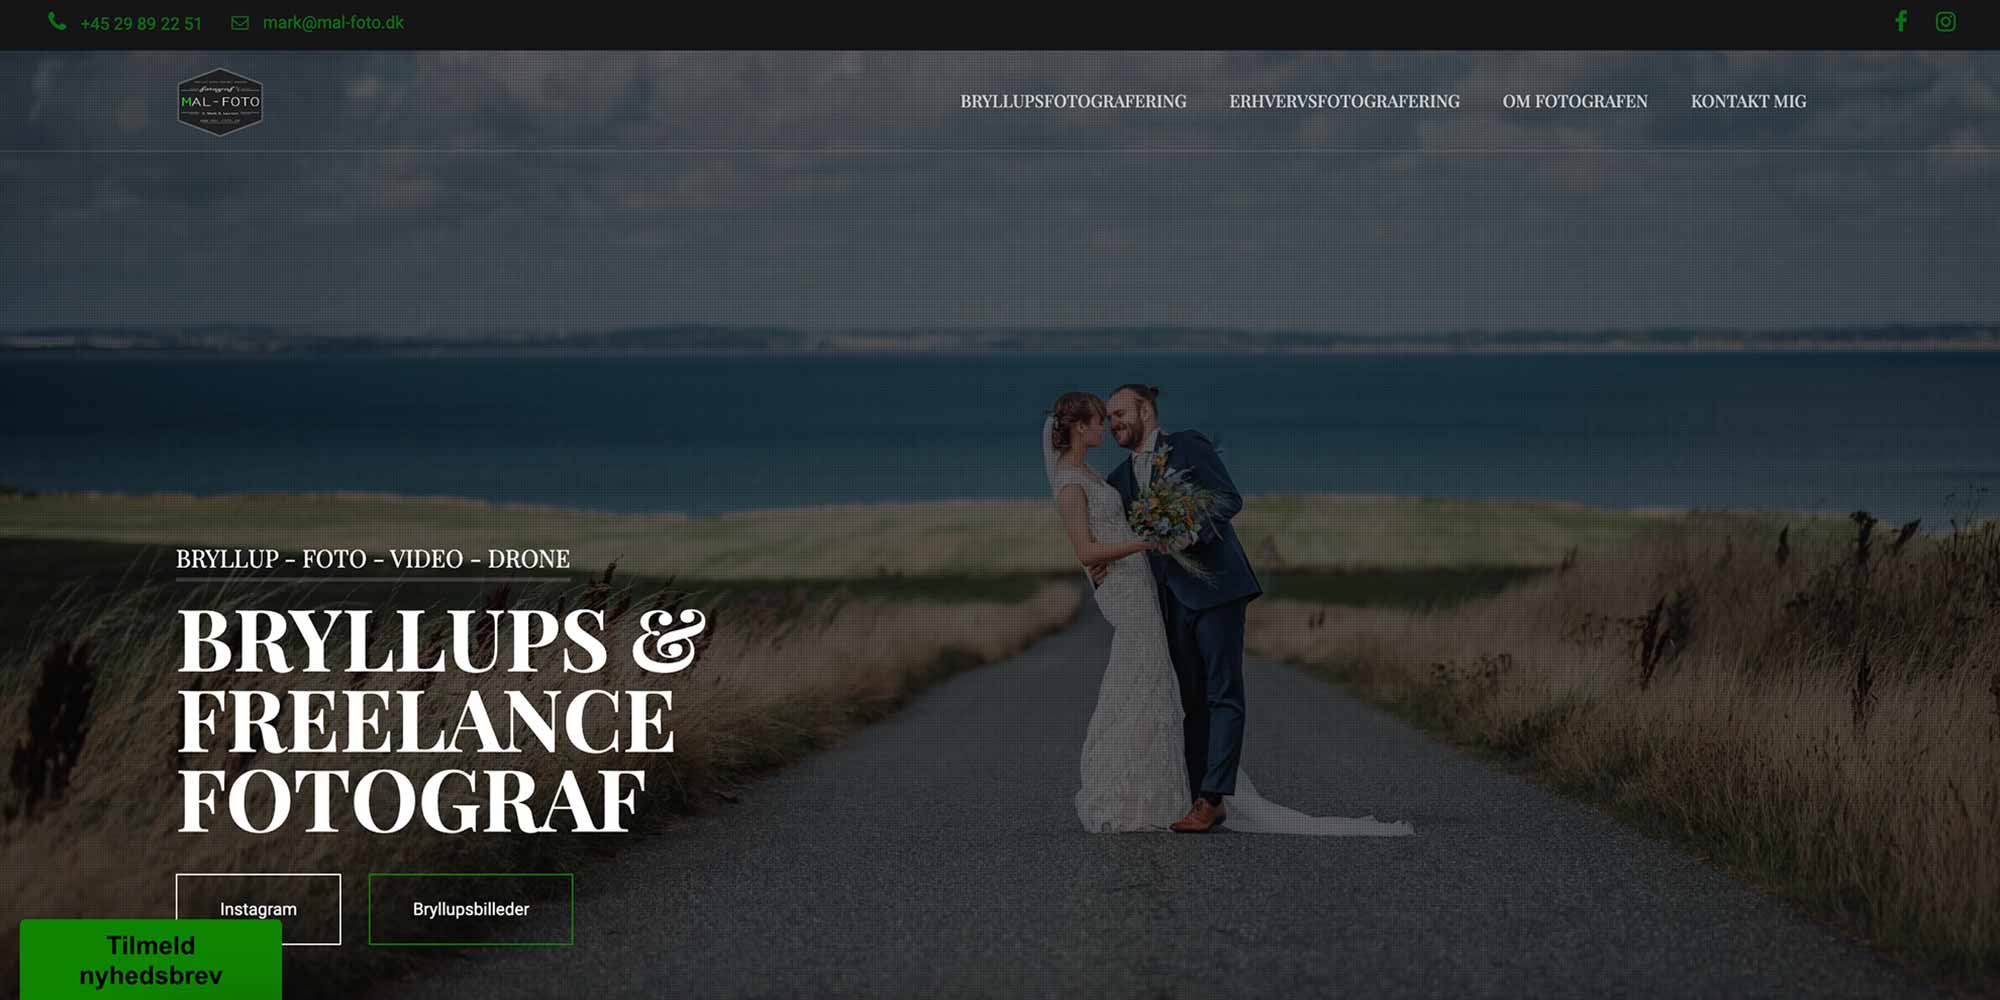 +45 29 89 22 51 mark@mal-foto.dk
fotograf
MAL-FOTO
BRYLLUPSFOTOGRAFERING ERHVERVSFOTOGRAFERING OM FOTOGRAFEN KONTAKT MIG
BRYLLUP – FOTO – VIDEO – DRONE
BRYLLUPS &
FREELANCE
FOTOGRAF
Instagram Bryllupsbilleder
Tilmeld
nyhedsbrev